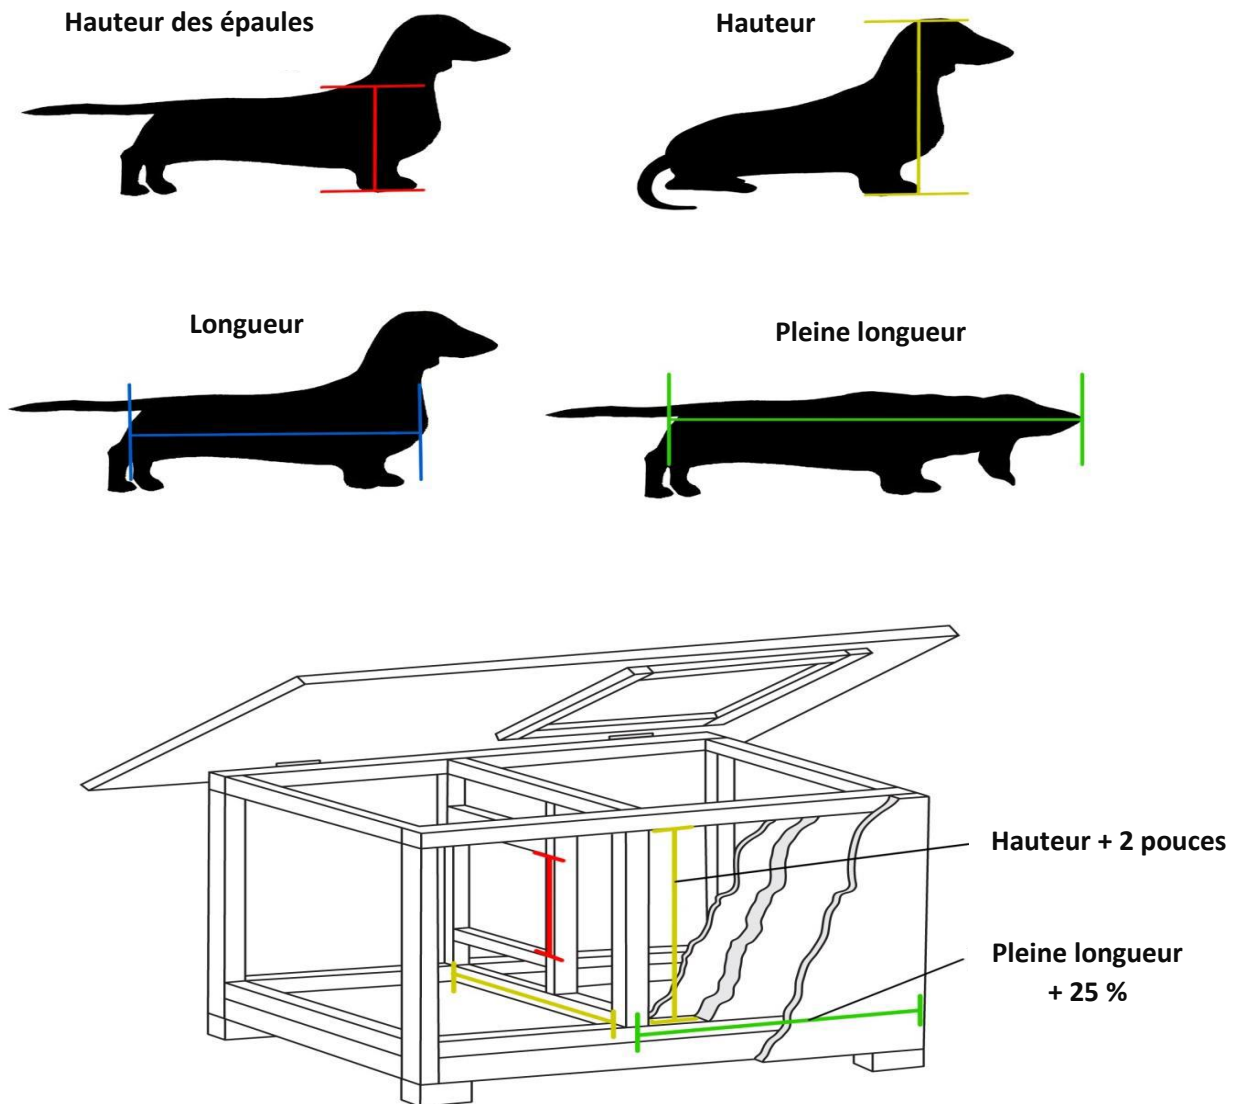 Hauteur des épaules
Hauteur
Longueur
Pleine longueur
Hauteur + 2 pouces
Pleine longueur
+ 25 %